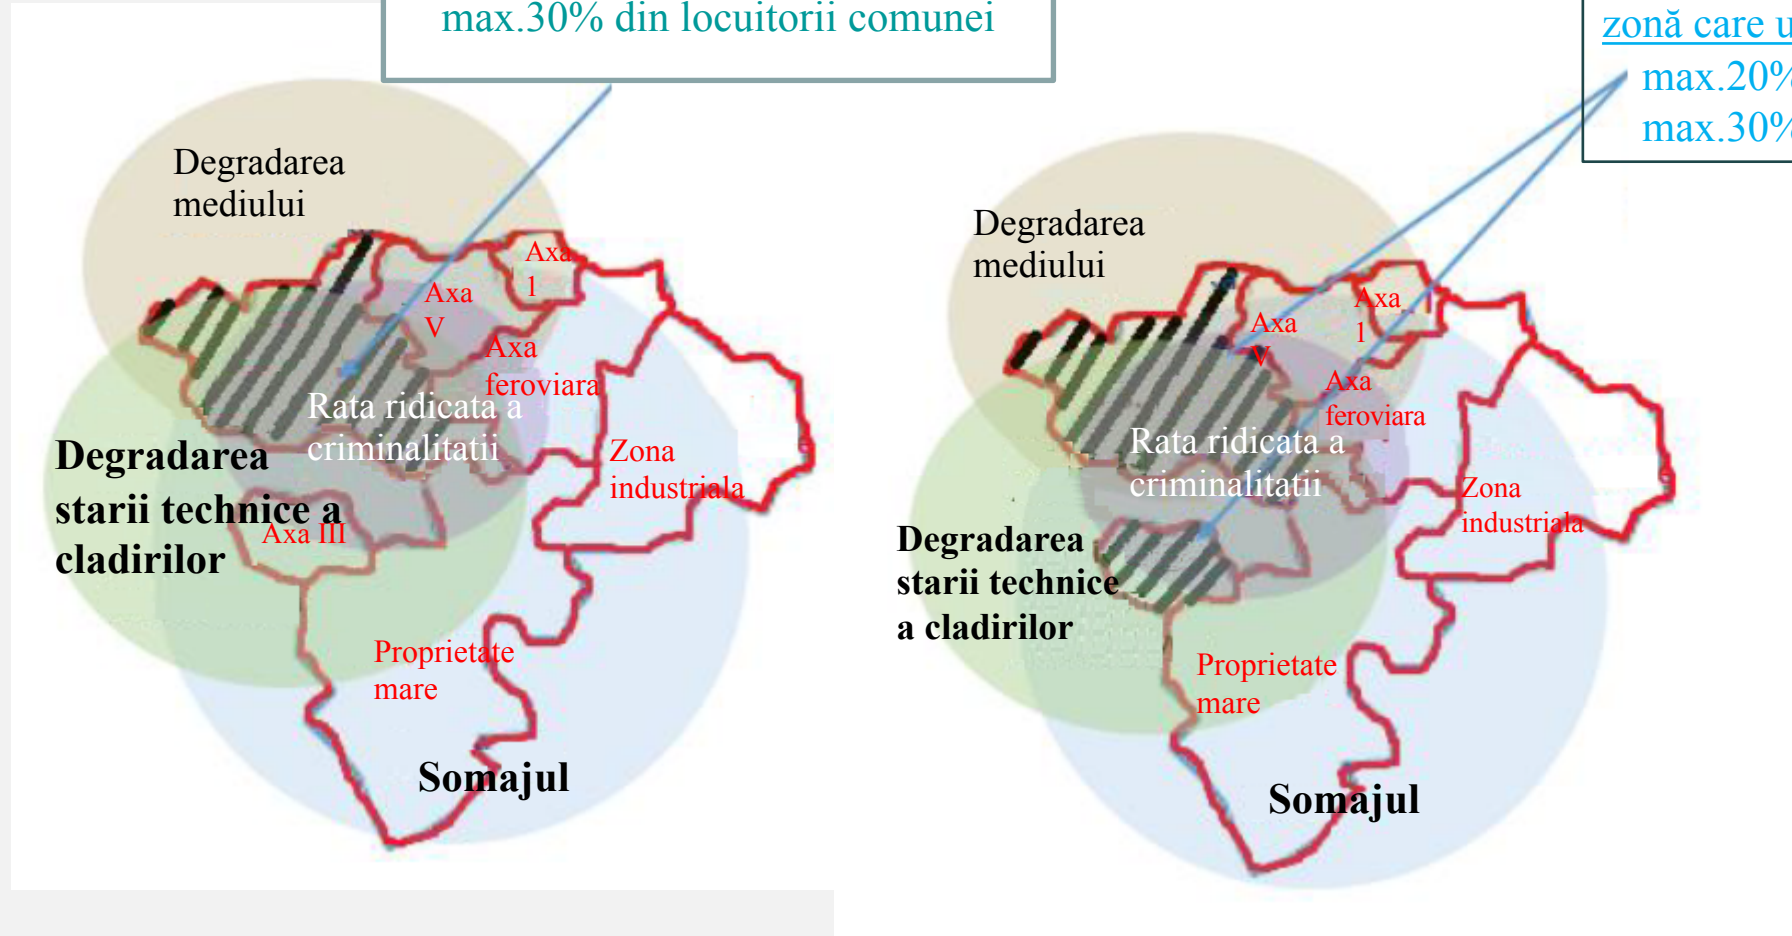 max.30% din locuitorii comunei
Degradarea
mediului
Axa
1
Axa
V
Axa
feroviara
Rata ridicata a
criminalitatii
Zona
industriala
Degradarea
starii technice a
cladirilor
Axa III
Proprietate
mare
Somajul
zonă care u
max.20%
max.30%
Degradarea
mediului
Axa
1
Axa
V
Axa
feroviara
Rata ridicata a
criminalitatii
Zona
industriala
Degradarea
starii technice
a cladirilor
Proprietate
mare
Somajul